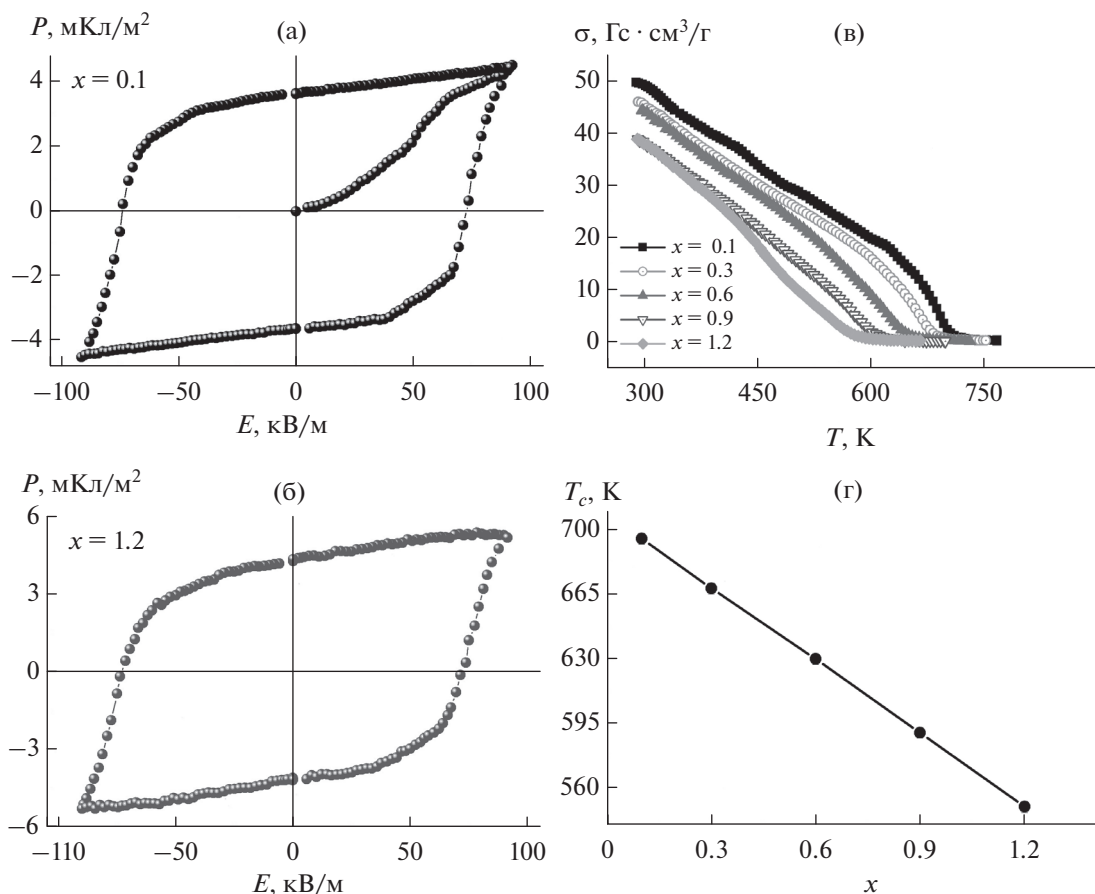 P, мКл/м²
(а)
x = 0.1
4
2
0
−2
−4
−100
−50
0
50
100
E, кВ/м
σ, Гс · см³/г
(в)
50
40
30
20
10
0
x = 0.1
x = 0.3
x = 0.6
x = 0.9
x = 1.2
300
450
600
750
T, К
P, мКл/м²
(б)
x = 1.2
6
3
0
−3
−6
−110
−50
0
50
100
E, кВ/м
Tc, К
(г)
700
665
630
595
560
0
0.3
0.6
0.9
1.2
x